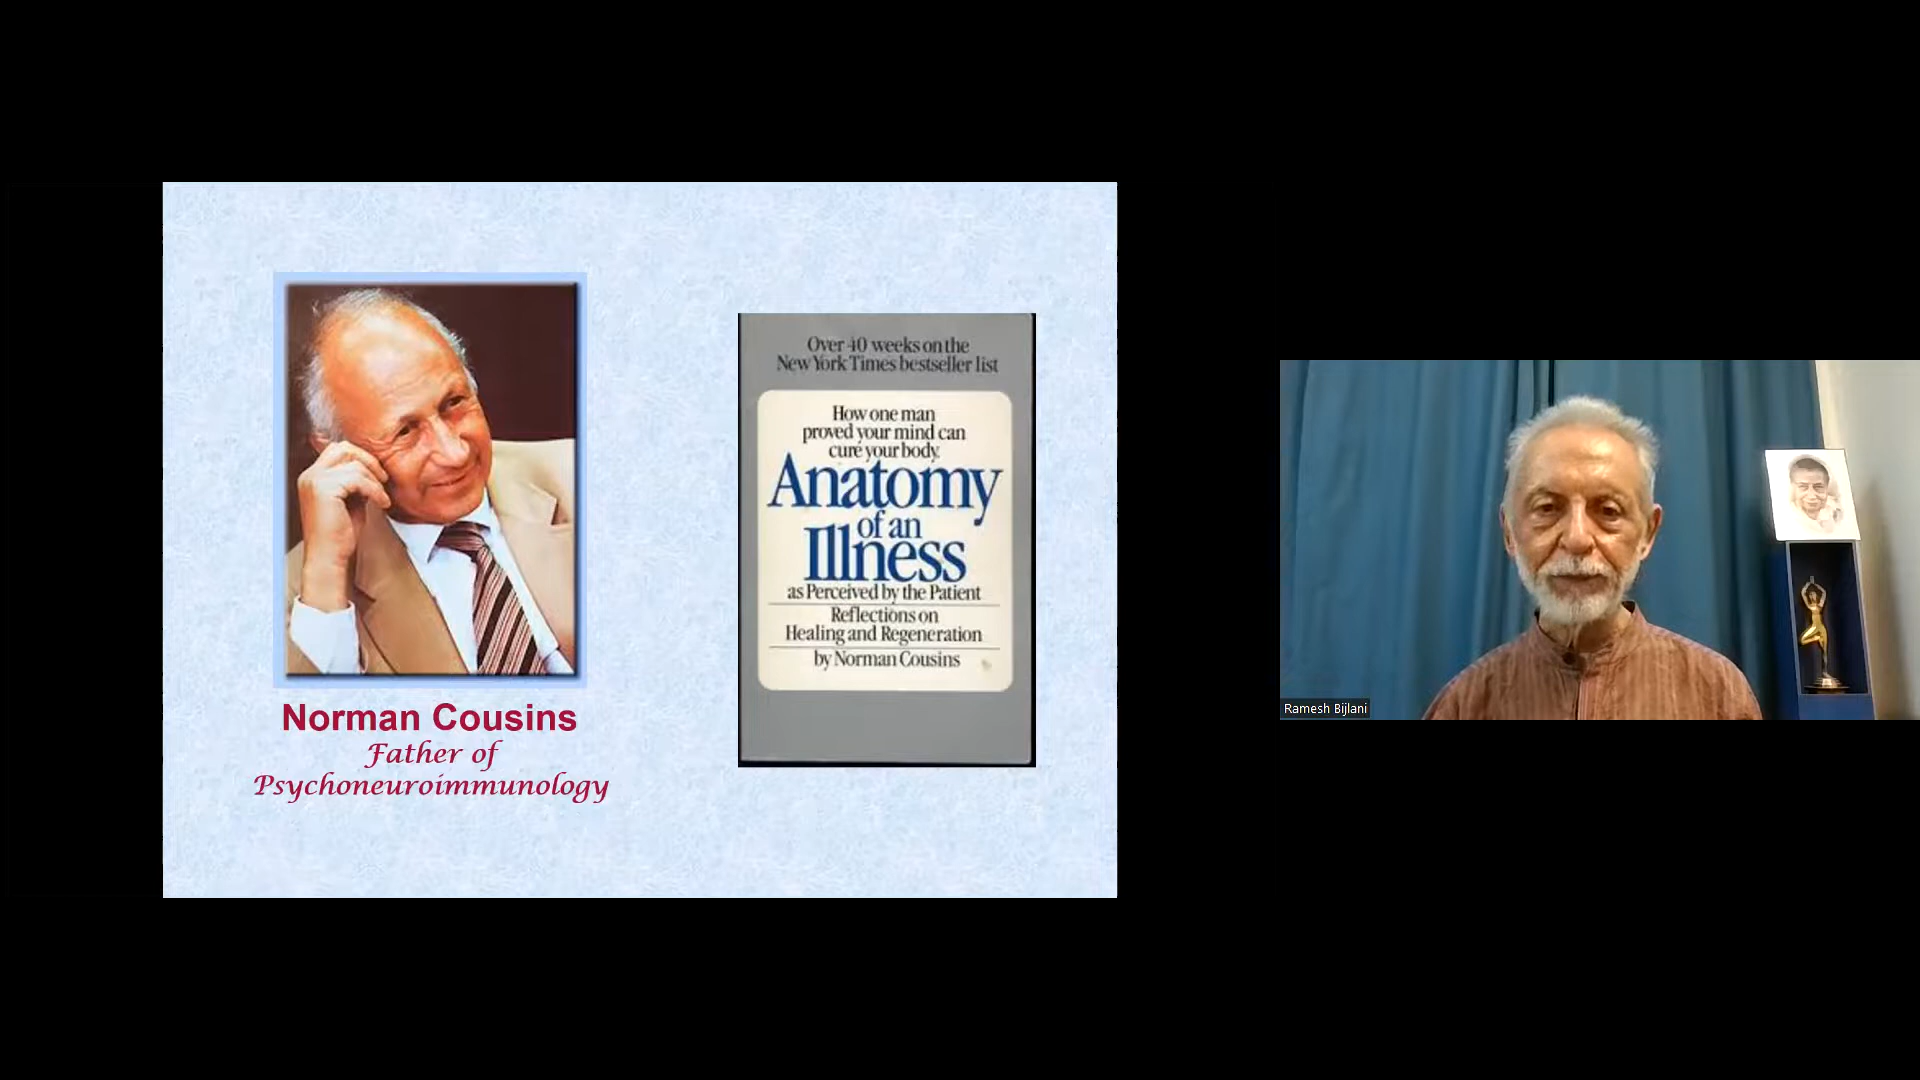 Norman Cousins
Father of
Psychoneuroimmunology
Over 40 weeks on the
New York Times bestseller list
How one man
proved your mind can
cure your body.
Anatomy
of an
Illness
as Perceived by the Patient
Reflections on
Healing and Regeneration
by Norman Cousins
Ramesh Bijlani